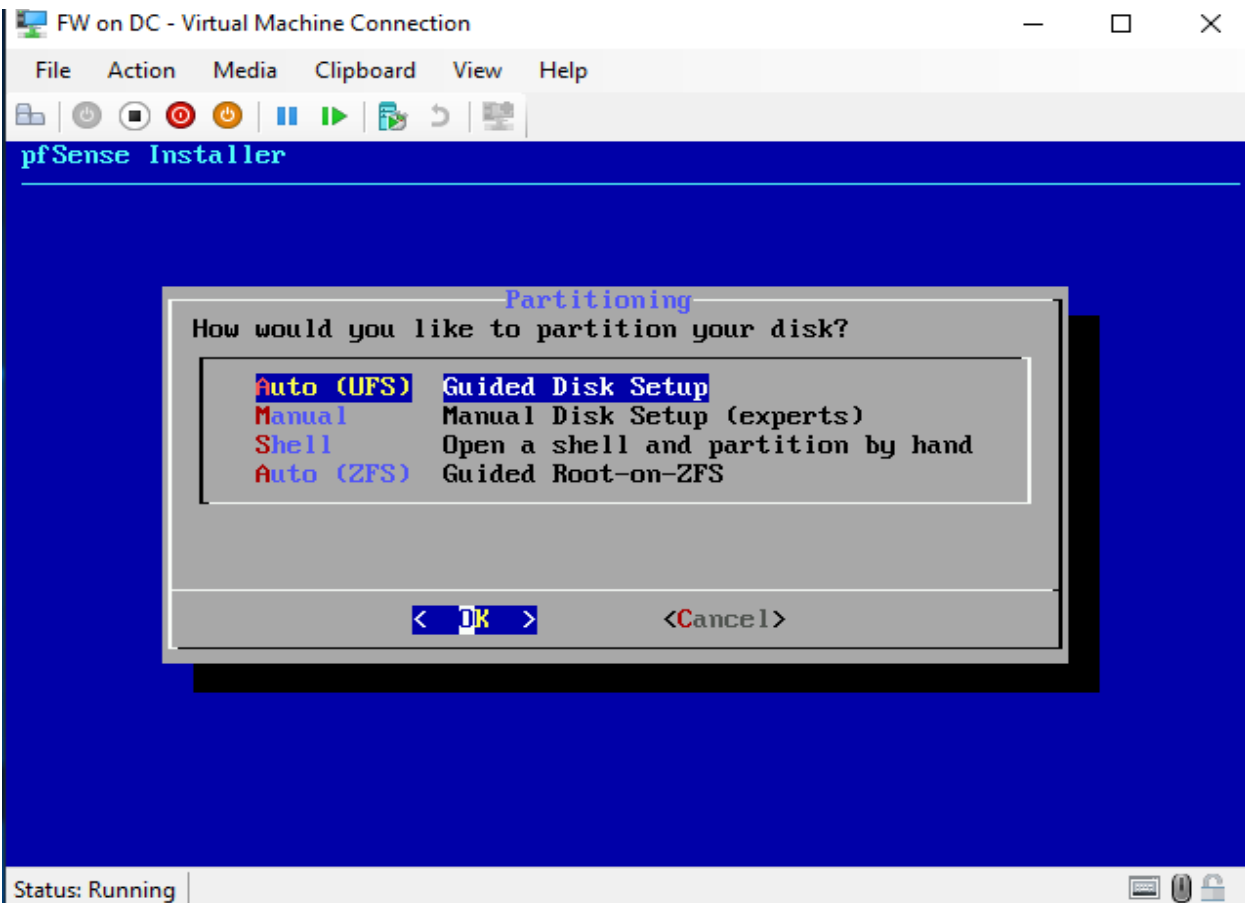 FW on DC - Virtual Machine Connection
File Action Media Clipboard View Help
pfSense Installer
Partitioning
How would you like to partition your disk?
Auto (UFS) Guided Disk Setup
Manual Manual Disk Setup (experts)
Shell Open a shell and partition by hand
Auto (ZFS) Guided Root-on-ZFS
< OK > <Cancel>
Status: Running